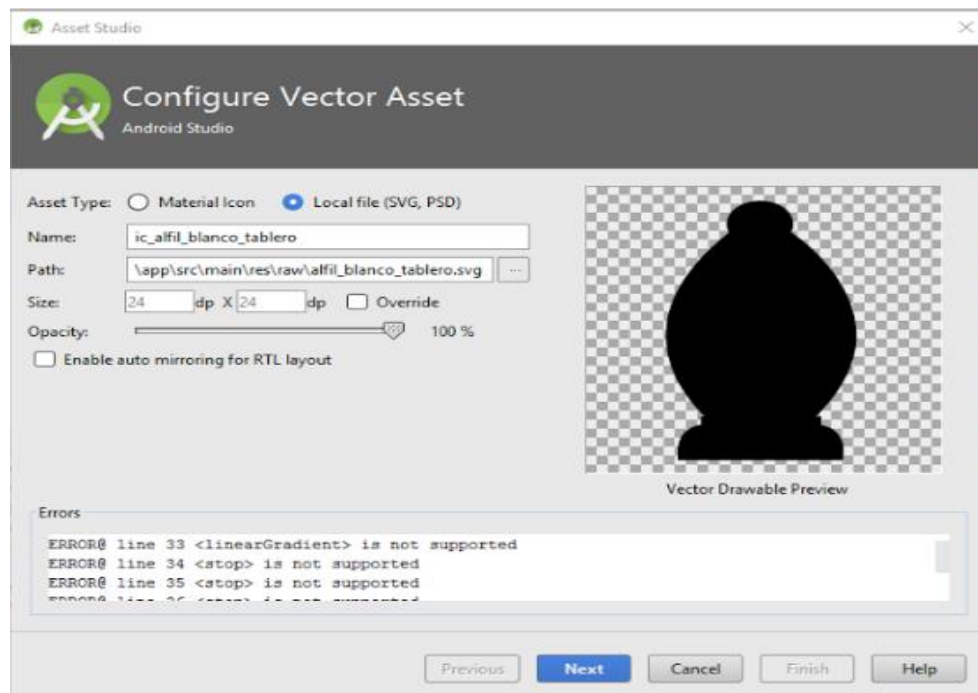 Asset Studio
Configure Vector Asset
Android Studio
Asset Type: Material Icon Local file (SVG, PSD)
Name: ic_alfil_blanco_tablero
Path: \app\src\main\res\raw\alfil_blanco_tablero.svg ...
Size: 24 dp X 24 dp Override
Opacity: 100 %
Enable auto mirroring for RTL layout
Vector Drawable Preview
Errors
ERROR@ line 33 <linearGradient> is not supported
ERROR@ line 34 <stop> is not supported
ERROR@ line 35 <stop> is not supported
Previous Next Cancel Finish Help